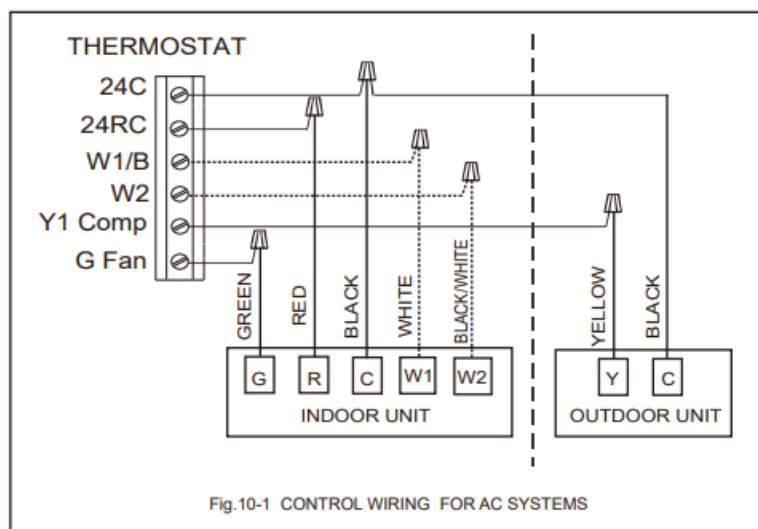 THERMOSTAT
24C
24RC
W1/B
W2
Y1 Comp
G Fan
GREEN
RED
BLACK
WHITE
BLACK/WHITE
YELLOW
BLACK
G R C W1 W2
Y C
INDOOR UNIT
OUTDOOR UNIT
Fig.10-1 CONTROL WIRING FOR AC SYSTEMS